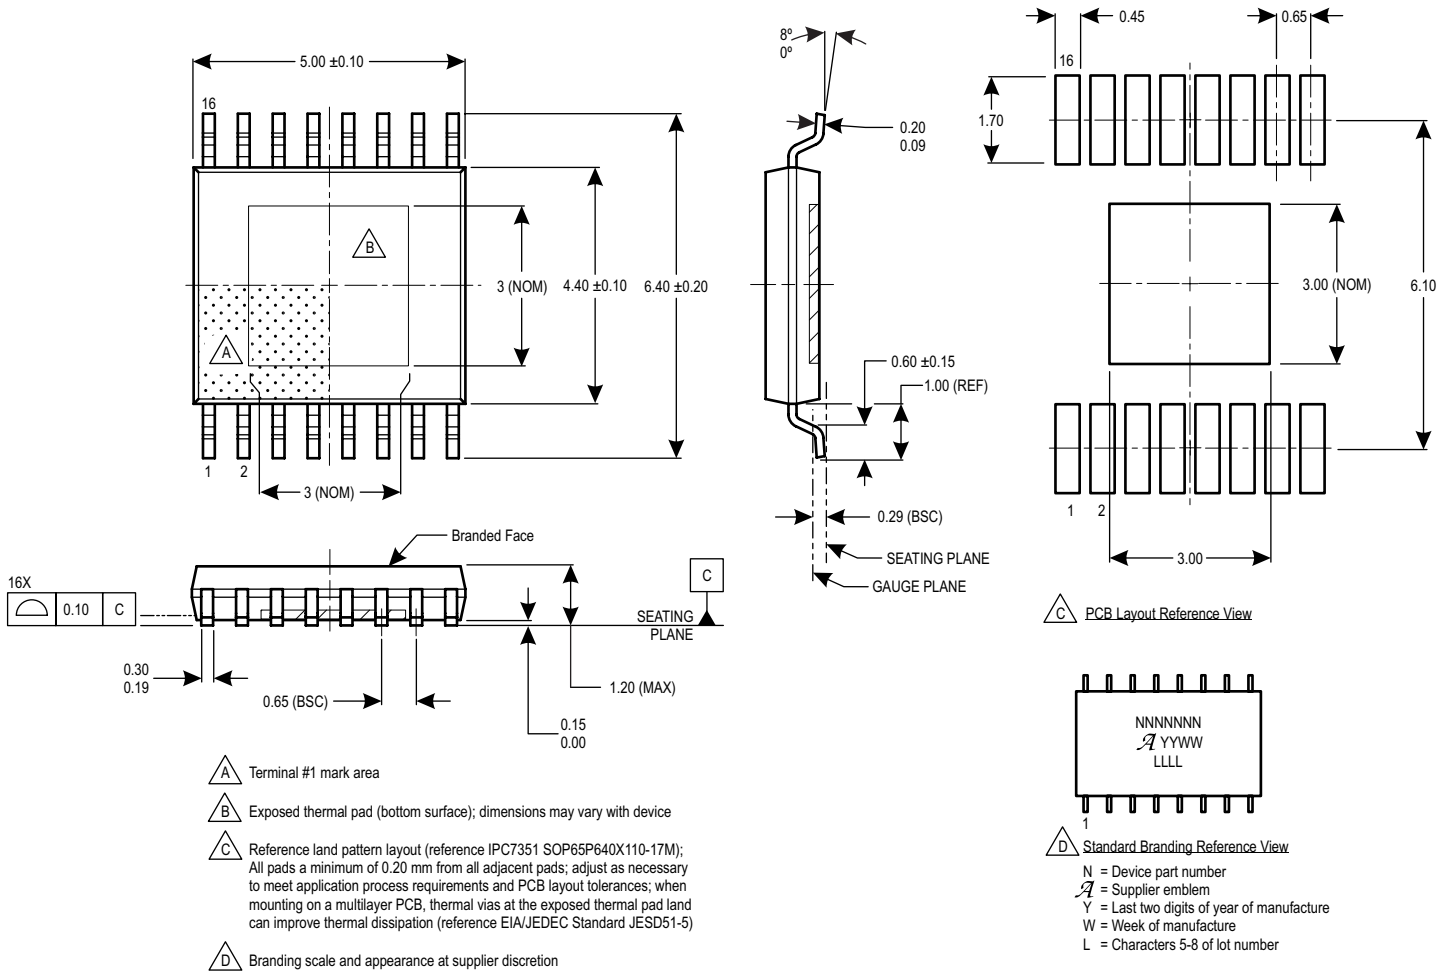 5.00 ±0.10
16
B
A
3 (NOM)
4.40 ±0.10
6.40 ±0.20
1
2
3 (NOM)
8º
0º
0.20
0.09
0.60 ±0.15
1.00 (REF)
0.29 (BSC)
SEATING PLANE
GAUGE PLANE
0.45
0.65
16
1.70
3.00 (NOM)
6.10
1
2
3.00
C PCB Layout Reference View
Branded Face
16X
0.10 C
C
SEATING
PLANE
0.30
0.19
0.65 (BSC)
1.20 (MAX)
0.15
0.00
A Terminal #1 mark area
B Exposed thermal pad (bottom surface); dimensions may vary with device
C Reference land pattern layout (reference IPC7351 SOP65P640X110-17M);
All pads a minimum of 0.20 mm from all adjacent pads; adjust as necessary
to meet application process requirements and PCB layout tolerances; when
mounting on a multilayer PCB, thermal vias at the exposed thermal pad land
can improve thermal dissipation (reference EIA/JEDEC Standard JESD51-5)
D Branding scale and appearance at supplier discretion
NNNNNNN
A YYWW
LLLL
1
D Standard Branding Reference View
N = Device part number
A = Supplier emblem
Y = Last two digits of year of manufacture
W = Week of manufacture
L = Characters 5-8 of lot number